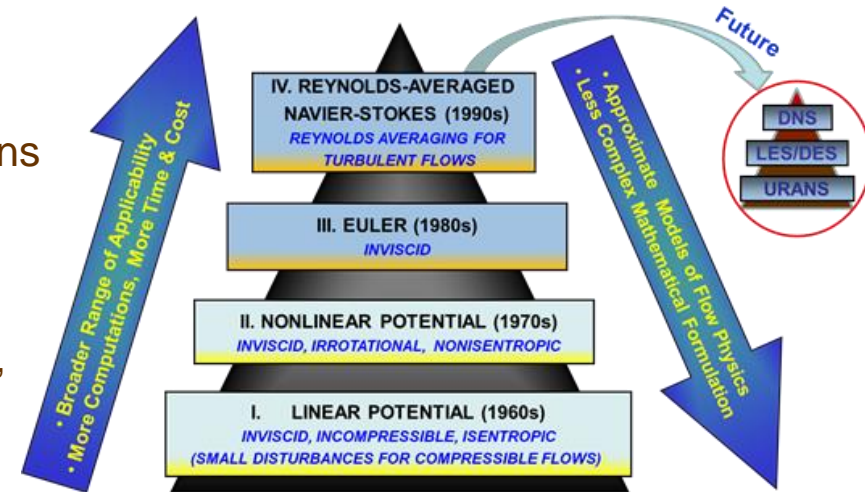 IV. REYNOLDS-AVERAGED
NAVIER-STOKES (1990s)
REYNOLDS AVERAGING FOR
TURBULENT FLOWS
III. EULER (1980s)
INVISCID
II. NONLINEAR POTENTIAL (1970s)
INVISCID, IRROTATIONAL, NONISENTROPIC
I. LINEAR POTENTIAL (1960s)
INVISCID, INCOMPRESSIBLE, ISENTROPIC
(SMALL DISTURBANCES FOR COMPRESSIBLE FLOWS)
ns
,
• Broader Range of Applicability
• More Computations, More Time & Cost
Future
• Approximate Models of Flow Physics
• Less Complex Mathematical Formulation
DNS
LES/DES
URANS